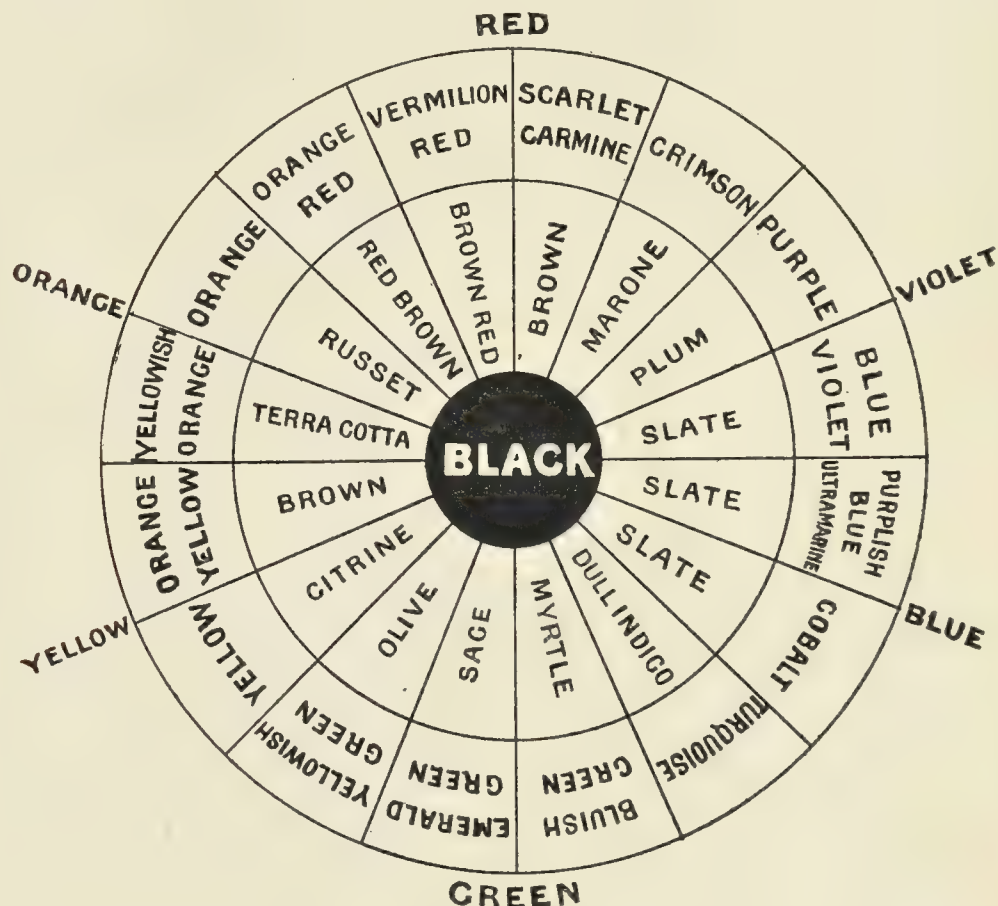 RED
VIOLET
BLUE
GREEN
YELLOW
ORANGE
SCARLET
CARMINE
CRIMSON
PURPLE
BLUE
VIOLET
PURPLISH
BLUE
ULTRAMARINE
COBALT
TURQUOISE
BLUISH
GREEN
EMERALD
GREEN
YELLOWISH
GREEN
YELLOW
ORANGE
YELLOW
YELLOWISH
ORANGE
ORANGE
ORANGE
RED
VERMILION
RED
BROWN
MARONE
PLUM
SLATE
SLATE
SLATE
DULL INDIGO
MYRTLE
SAGE
OLIVE
CITRINE
BROWN
TERRA COTTA
RUSSET
RED BROWN
BROWN RED
BLACK